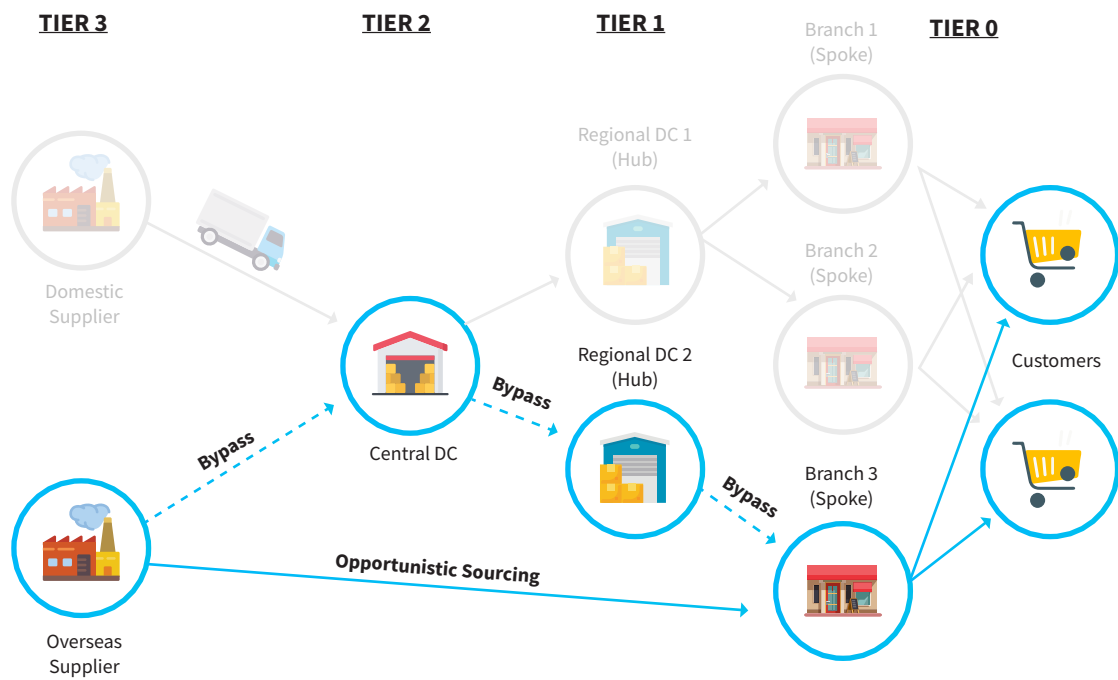 TIER 3
TIER 2
TIER 1
TIER 0
Branch 1
(Spoke)
Regional DC 1
(Hub)
Branch 2
(Spoke)
Domestic
Supplier
Regional DC 2
(Hub)
Customers
Bypass
Central DC
Bypass
Branch 3
(Spoke)
Bypass
Opportunistic Sourcing
Overseas
Supplier